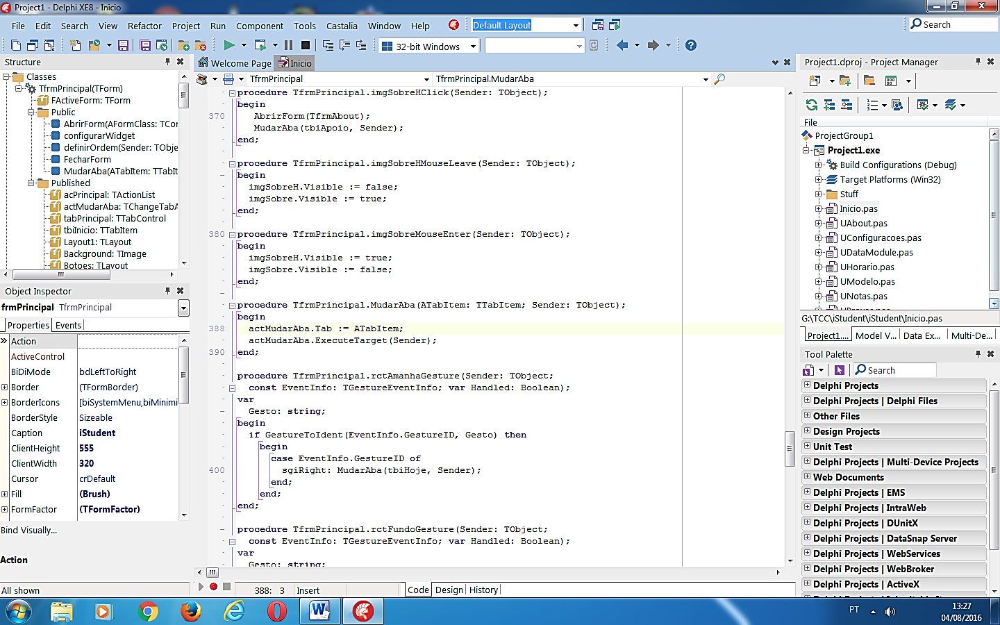 Project1 - Delphi XE8 - Inicio
File Edit Search View Refactor Project Run Component Tools Castalia Window Help Default Layout Search
32-bit Windows
Structure
Classes
TfrmPrincipal(TForm)
FActiveForm: TForm
Public
AbrirForm(AFormClass: TCor
configurarWidget
definirOrdem(Sender: TObje
FecharForm
MudarAba(ATabItem: TTabIt
Published
acPrincipal: TActionList
actMudarAba: TChangeTabA
tabPrincipal: TTabControl
tbiInicio: TTabItem
Layout1: TLayout
Background: TImage
Botoes: TLayout
Object Inspector
frmPrincipal TfrmPrincipal
Properties Events
Action
ActiveControl
BiDiMode bdLeftToRight
Border (TFormBorder)
BorderIcons [biSystemMenu,biMinimi
BorderStyle Sizeable
Caption iStudent
ClientHeight 555
ClientWidth 320
Cursor crDefault
Fill (Brush)
FormFactor (TFormFactor)
Bind Visually...
Action
All shown
Welcome Page Inicio
TfrmPrincipal TfrmPrincipal.MudarAba
procedure TfrmPrincipal.imgSobreHClick(Sender: TObject);
begin
370 AbrirForm(TfrmAbout);
MudarAba(tbiApoio, Sender);
end;
procedure TfrmPrincipal.imgSobreHMouseLeave(Sender: TObject);
begin
imgSobreH.Visible := false;
imgSobre.Visible := true;
end;
380 procedure TfrmPrincipal.imgSobreMouseEnter(Sender: TObject);
begin
imgSobreH.Visible := true;
imgSobre.Visible := false;
end;
procedure TfrmPrincipal.MudarAba(ATabItem: TTabItem; Sender: TObject);
begin
388 actMudarAba.Tab := ATabItem;
actMudarAba.ExecuteTarget(Sender);
390 end;
procedure TfrmPrincipal.rctAmanhaGesture(Sender: TObject;
const EventInfo: TGestureEventInfo; var Handled: Boolean);
var
Gesto: string;
begin
if GestureToIdent(EventInfo.GestureID, Gesto) then
begin
case EventInfo.GestureID of
400 sgiRight: MudarAba(tbiHoje, Sender);
end;
end;
end;
procedure TfrmPrincipal.rctFundoGesture(Sender: TObject;
const EventInfo: TGestureEventInfo; var Handled: Boolean);
var
Gesto: string;
388: 3 Insert Code Design History
Project1.dproj - Project Manager
File
ProjectGroup1
Project1.exe
Build Configurations (Debug)
Target Platforms (Win32)
Stuff
Inicio.pas
UAbout.pas
UConfiguracoes.pas
UDataModule.pas
UHorario.pas
UModelo.pas
UNotas.pas
G:\TCC\iStudent\iStudent\Inicio.pas
Project1.... Model V... Data Ex... Multi-De...
Tool Palette
Search
Delphi Projects
Delphi Projects | Delphi Files
Other Files
Design Projects
Unit Test
Delphi Projects | Multi-Device Projects
Web Documents
Delphi Projects | EMS
Delphi Projects | IntraWeb
Delphi Projects | DUnitX
Delphi Projects | DataSnap Server
Delphi Projects | WebServices
Delphi Projects | WebBroker
Delphi Projects | ActiveX
PT
13:27
04/08/2016